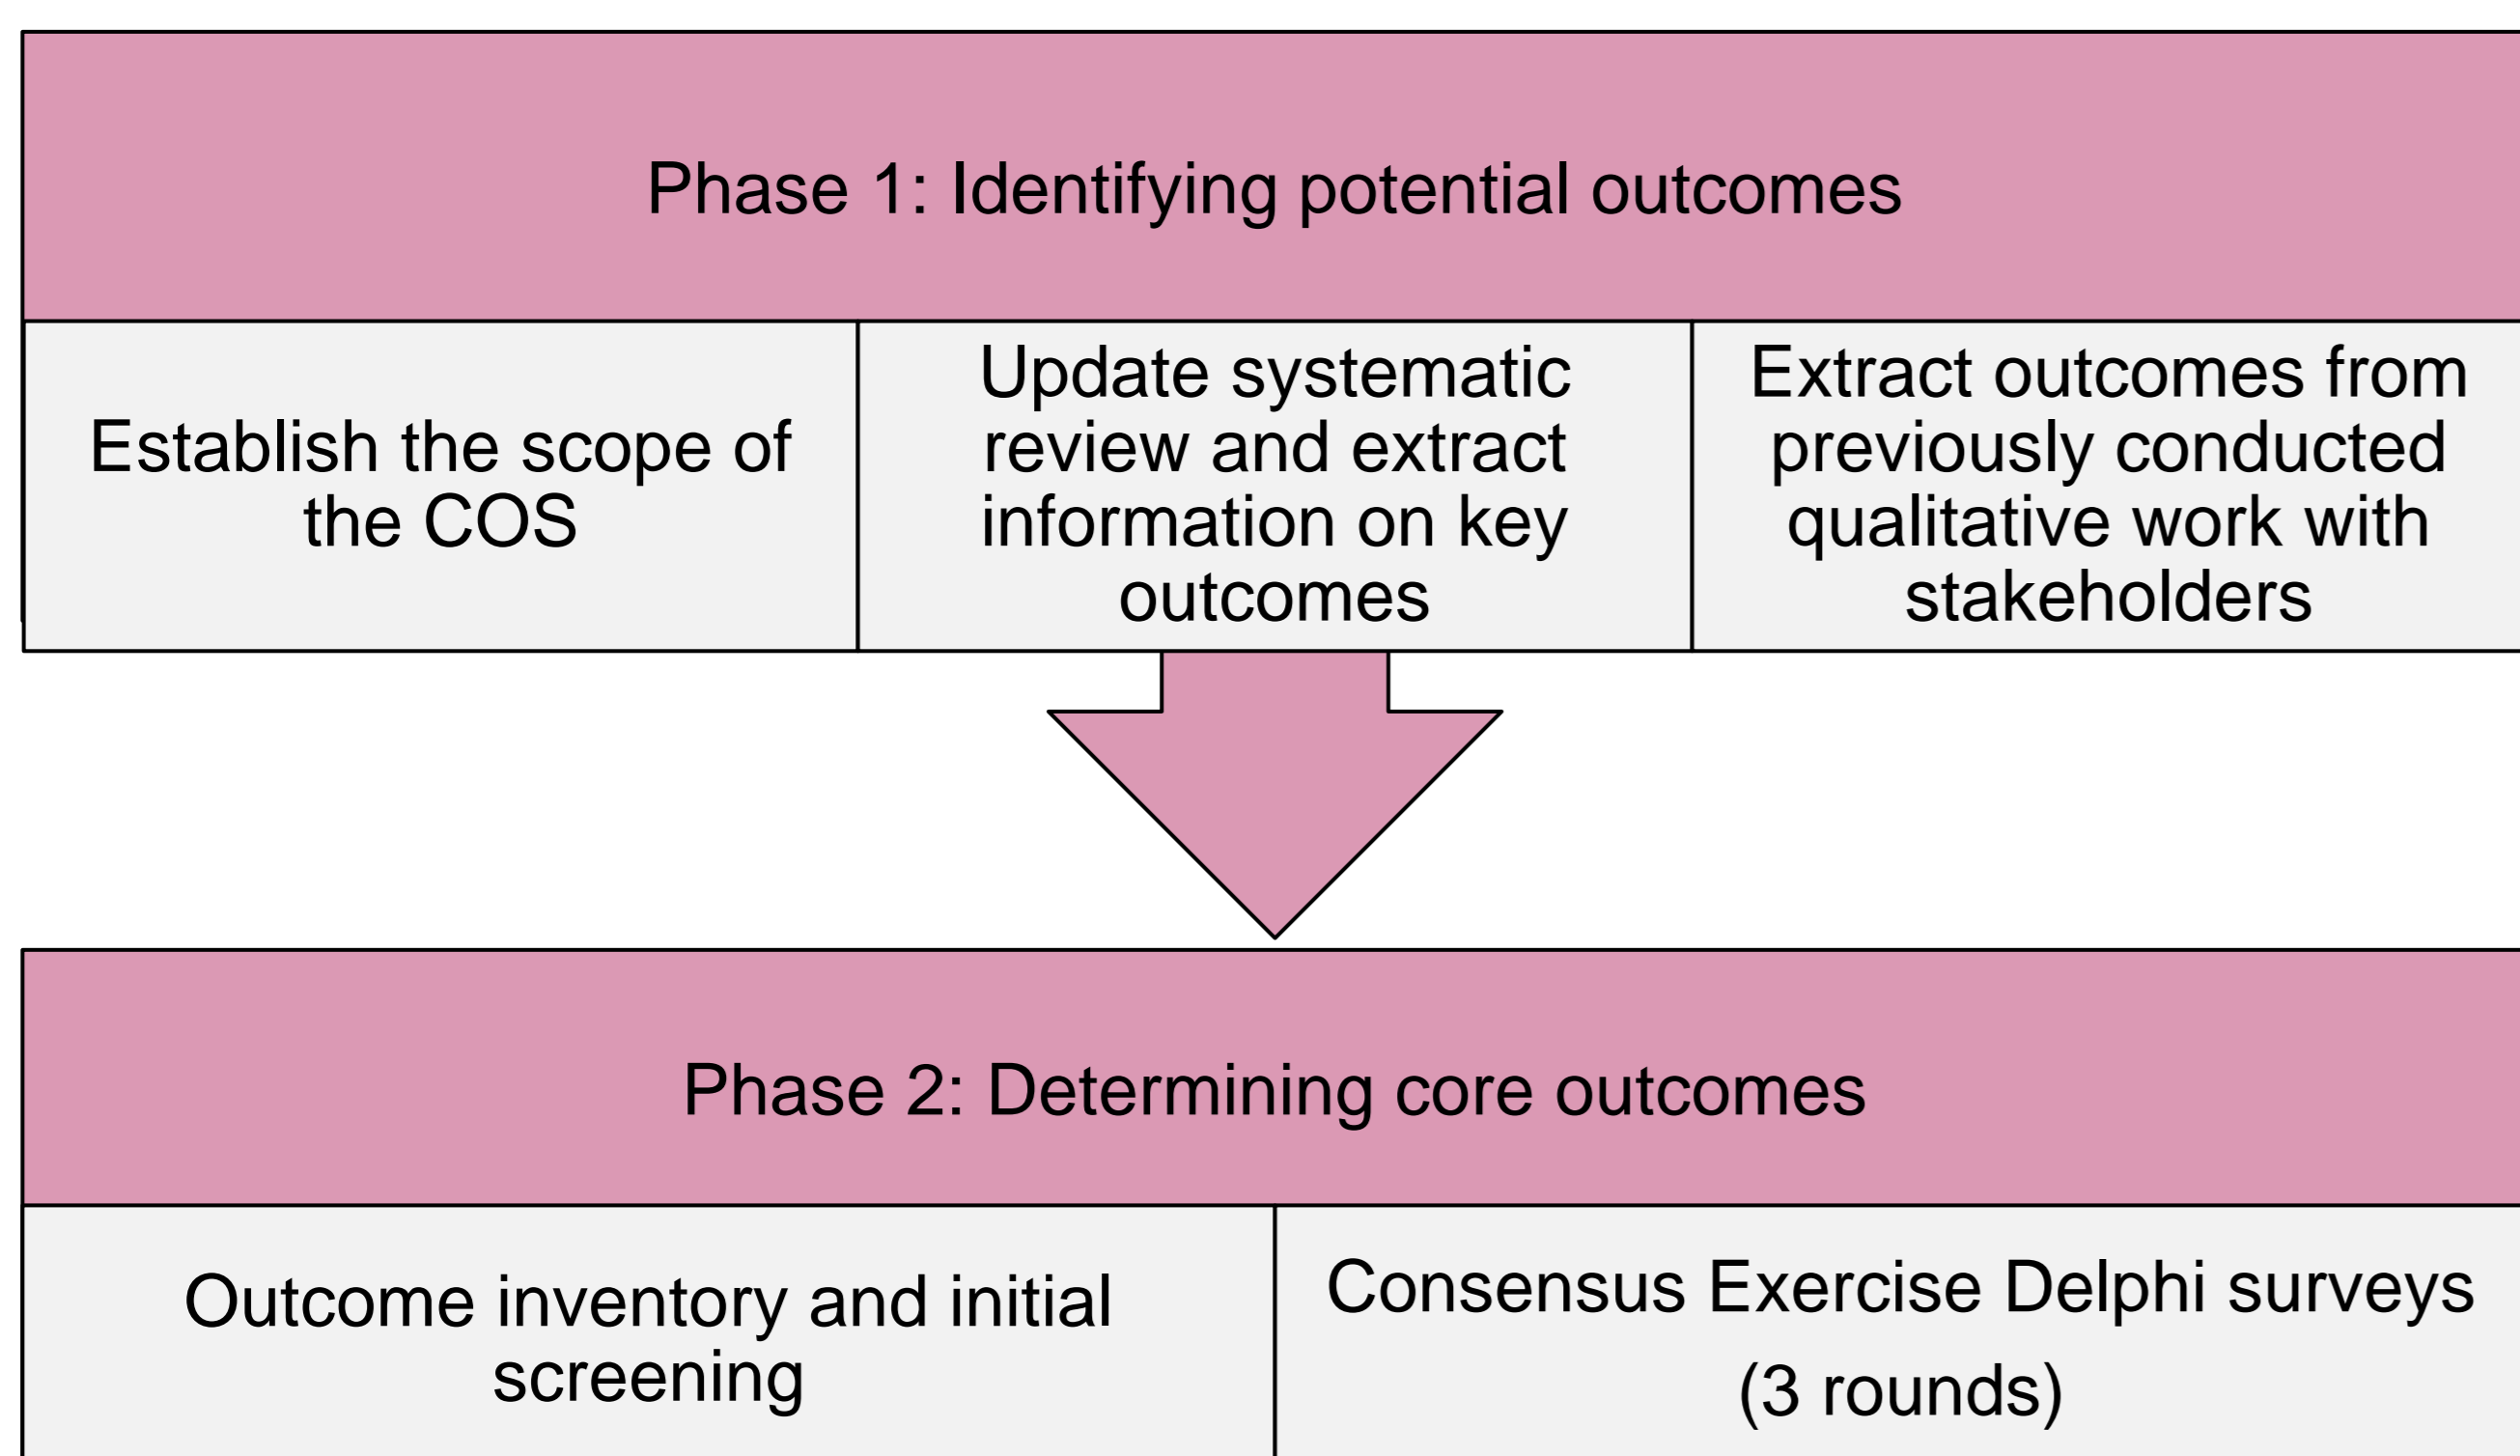 Phase 1: Identifying potential outcomes
Establish the scope of
the COS
Update systematic
review and extract
information on key
outcomes
Extract outcomes from
previously conducted
qualitative work with
stakeholders
Phase 2: Determining core outcomes
Outcome inventory and initial
screening
Consensus Exercise Delphi surveys
(3 rounds)